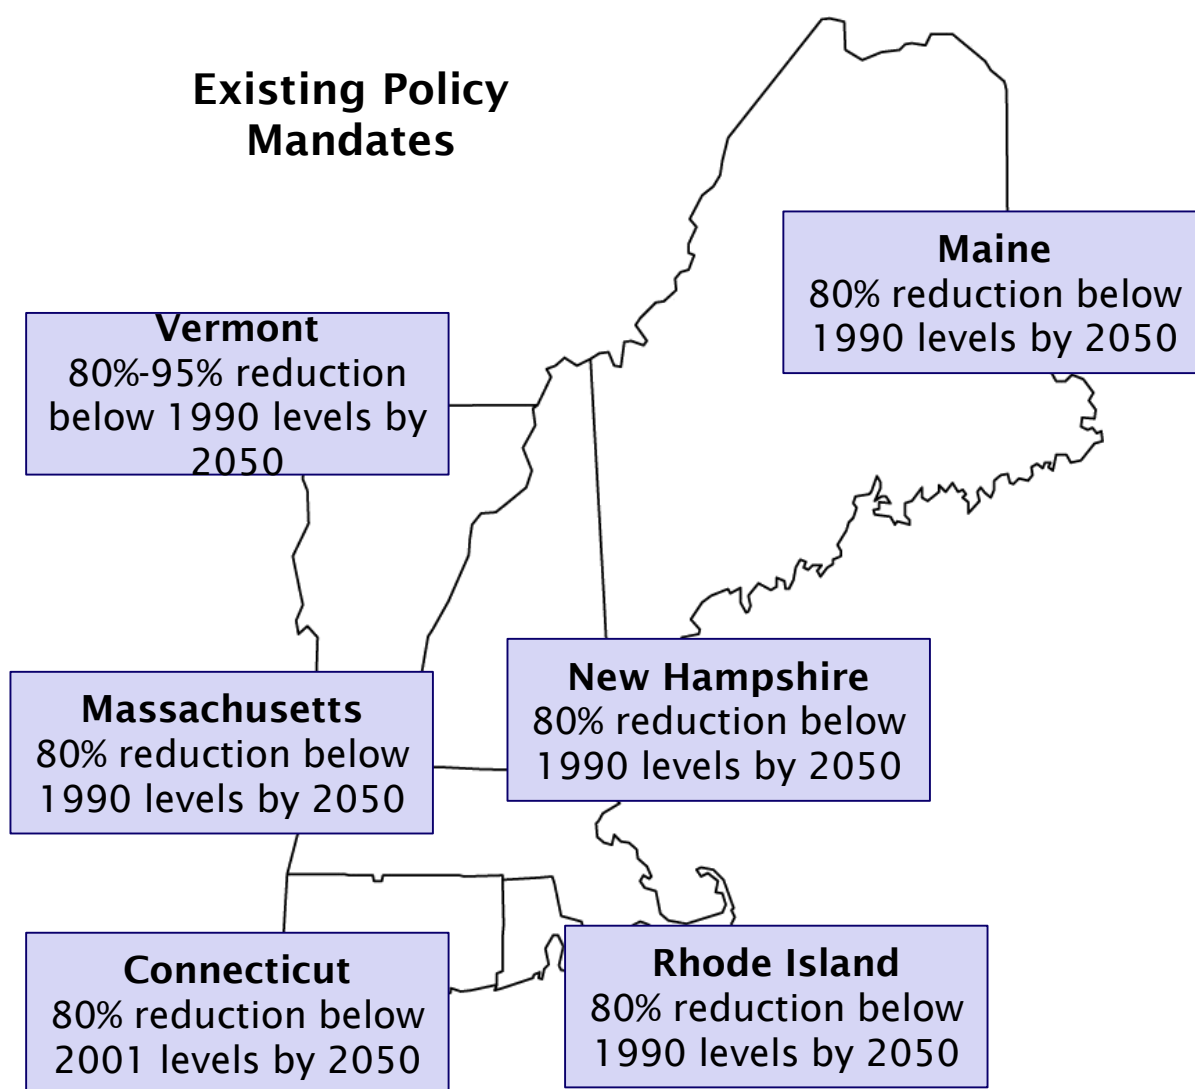 Existing Policy
Mandates
Maine
80% reduction below
1990 levels by 2050
Vermont
80%-95% reduction
below 1990 levels by
2050
New Hampshire
80% reduction below
1990 levels by 2050
Massachusetts
80% reduction below
1990 levels by 2050
Connecticut
80% reduction below
2001 levels by 2050
Rhode Island
80% reduction below
1990 levels by 2050